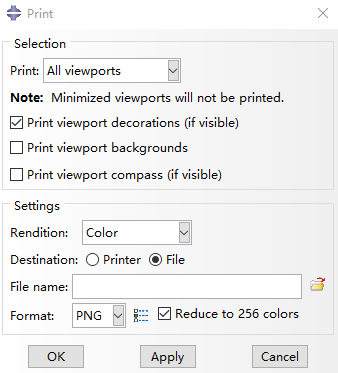 Print
Selection
Print: All viewports
Note: Minimized viewports will not be printed.
Print viewport decorations (if visible)
Print viewport backgrounds
Print viewport compass (if visible)
Settings
Rendition: Color
Destination: Printer File
File name:
Format: PNG Reduce to 256 colors
OK Apply Cancel